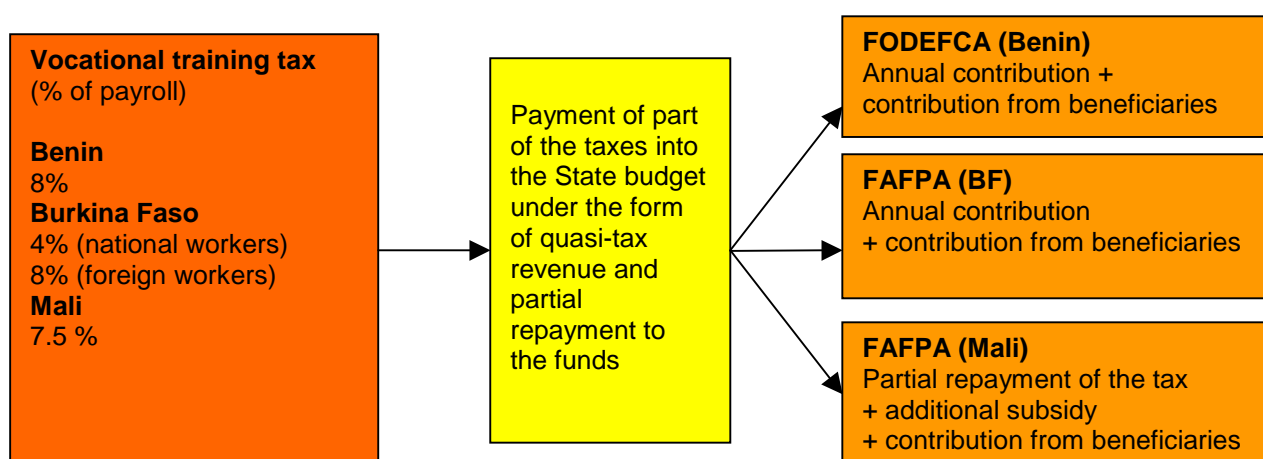 Vocational training tax
(% of payroll)
Benin
8%
Burkina Faso
4% (national workers)
8% (foreign workers)
Mali
7.5 %
Payment of part
of the taxes into
the State budget
under the form
of quasi-tax
revenue and
partial
repayment to
the funds
FODEFCA (Benin)
Annual contribution +
contribution from beneficiaries
FAFPA (BF)
Annual contribution
+ contribution from beneficiaries
FAFPA (Mali)
Partial repayment of the tax
+ additional subsidy
+ contribution from beneficiaries